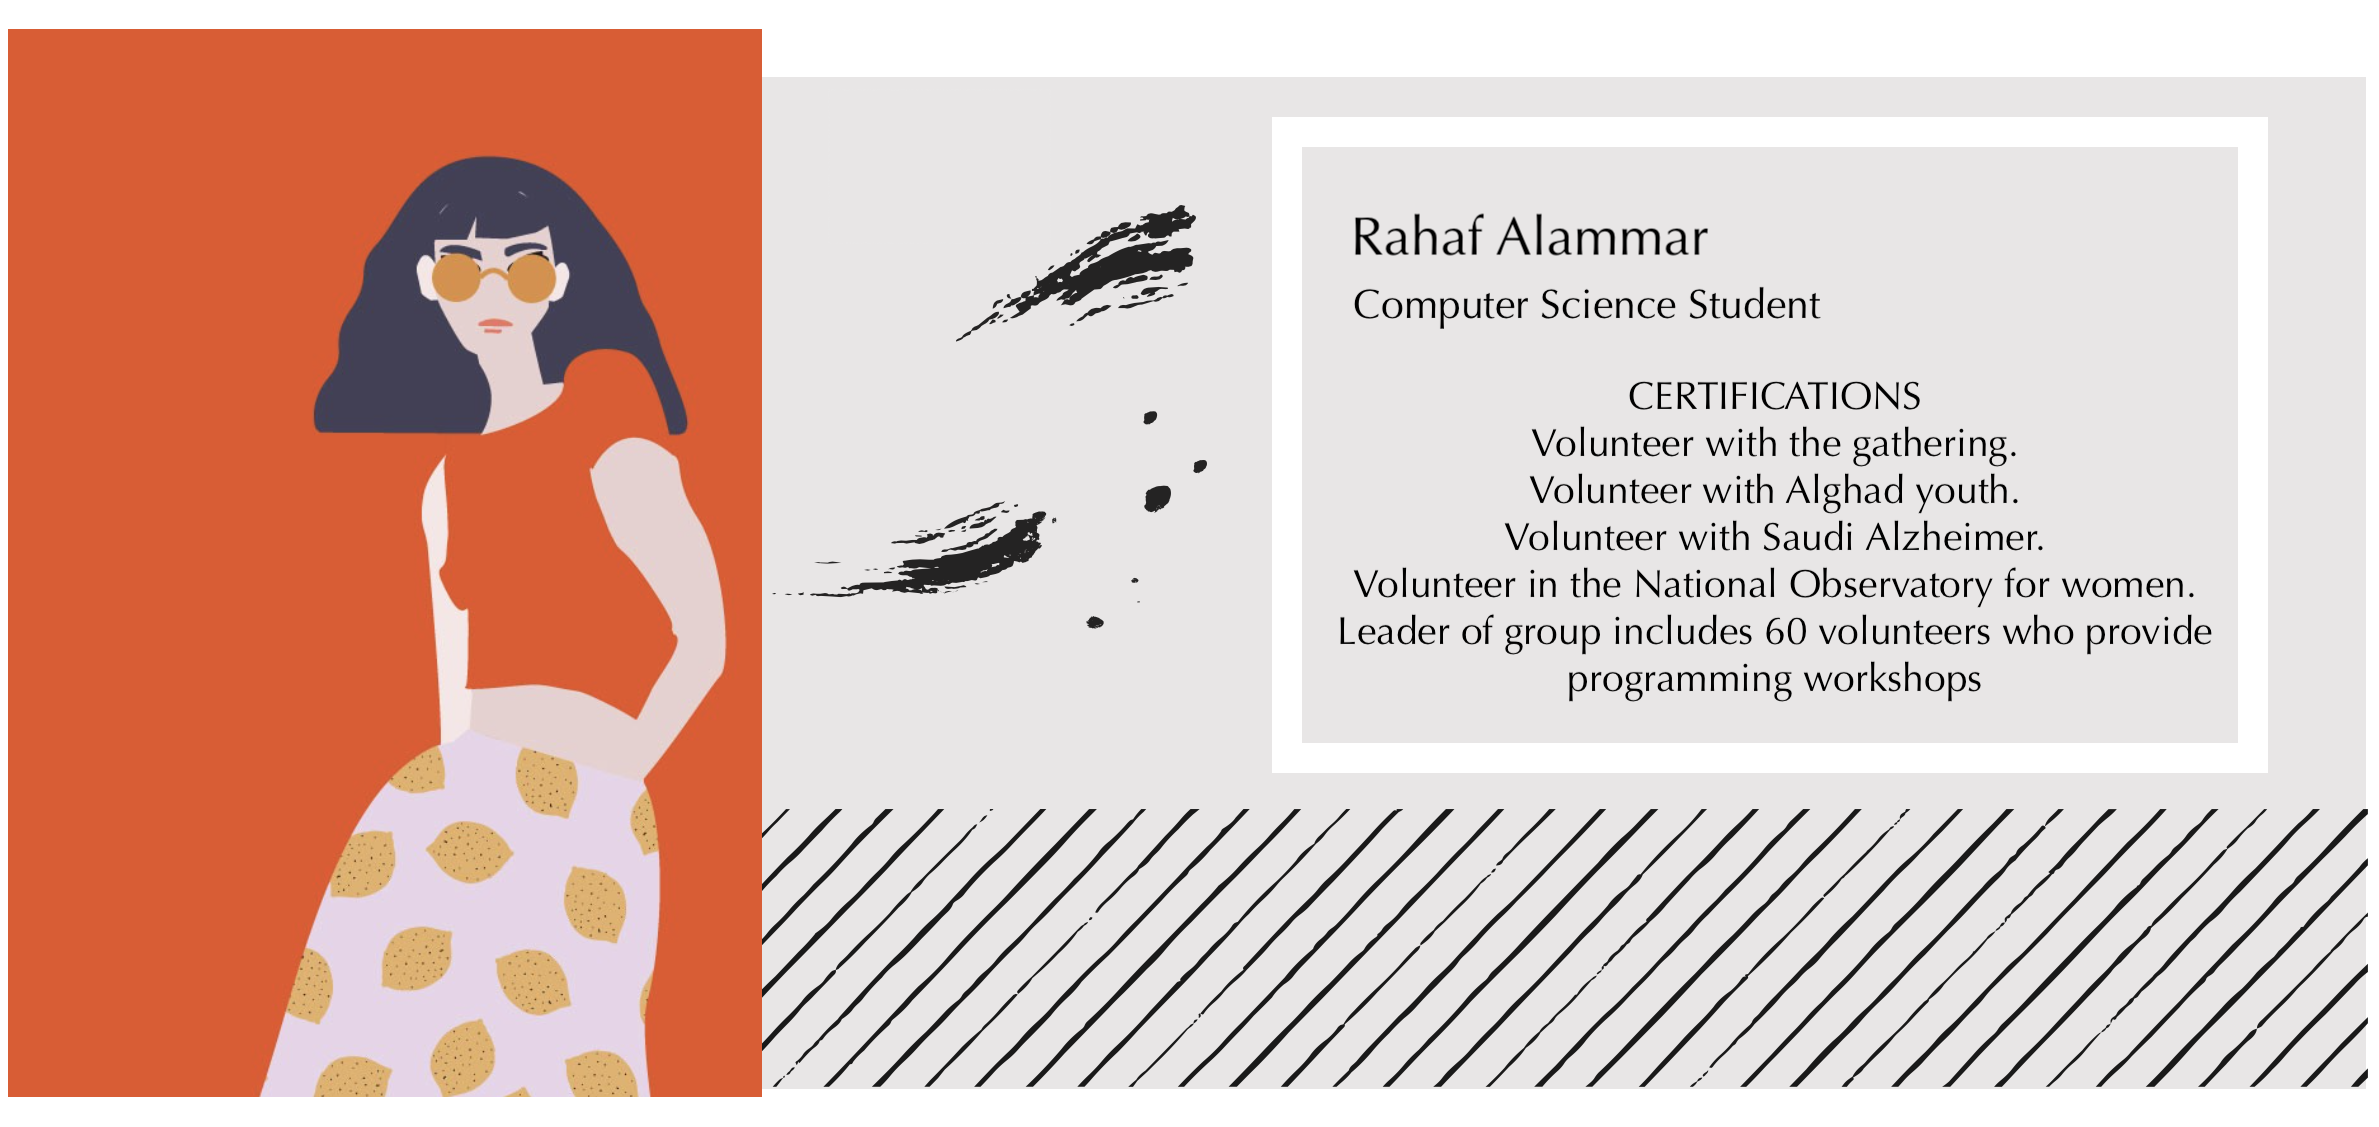 Rahaf Alammar
Computer Science Student
CERTIFICATIONS
Volunteer with the gathering.
Volunteer with Alghad youth.
Volunteer with Saudi Alzheimer.
Volunteer in the National Observatory for women.
Leader of group includes 60 volunteers who provide
programming workshops